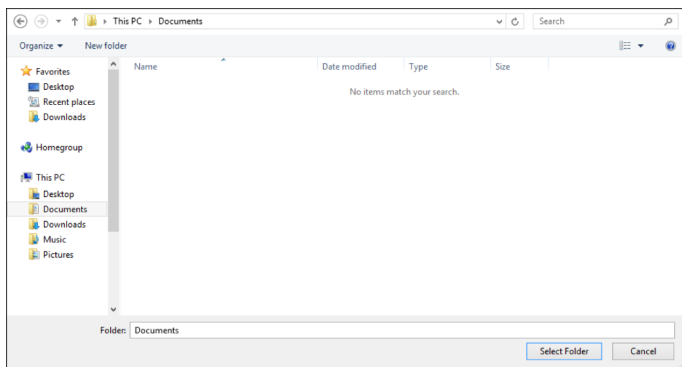 This PC Documents Search
Organize New folder
Name Date modified Type Size
No items match your search.
Favorites
Desktop
Recent places
Downloads
Homegroup
This PC
Desktop
Documents
Downloads
Music
Pictures
Folder: Documents
Select Folder Cancel